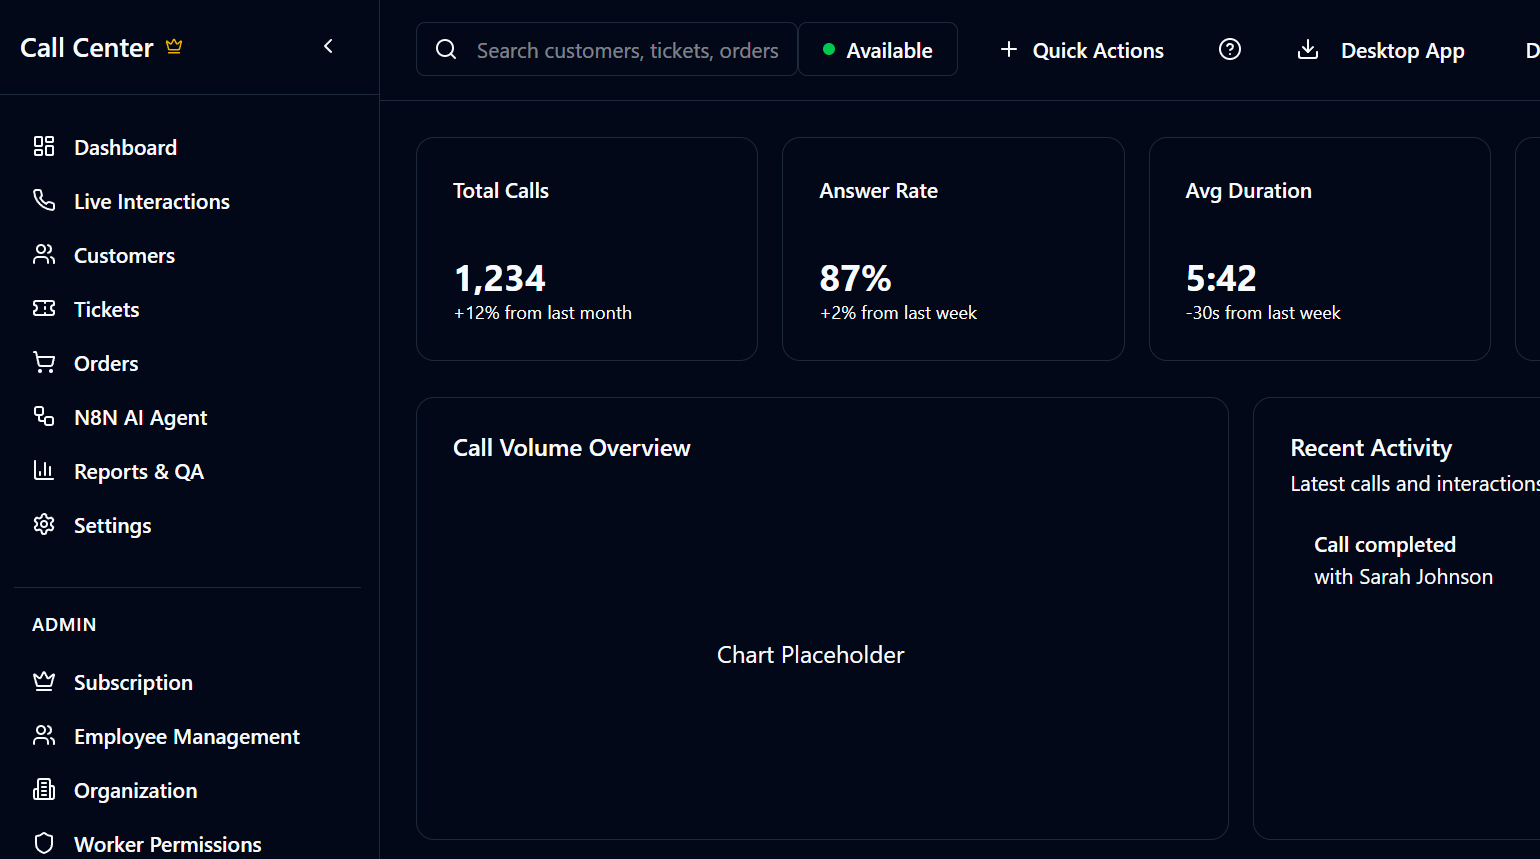 Call Center
Search customers, tickets, orders
Available
Quick Actions
Desktop App
Dashboard
Live Interactions
Customers
Tickets
Orders
N8N AI Agent
Reports & QA
Settings
ADMIN
Subscription
Employee Management
Organization
Worker Permissions
Total Calls
1,234
+12% from last month
Answer Rate
87%
+2% from last week
Avg Duration
5:42
-30s from last week
Call Volume Overview
Chart Placeholder
Recent Activity
Latest calls and interactions
Call completed
with Sarah Johnson